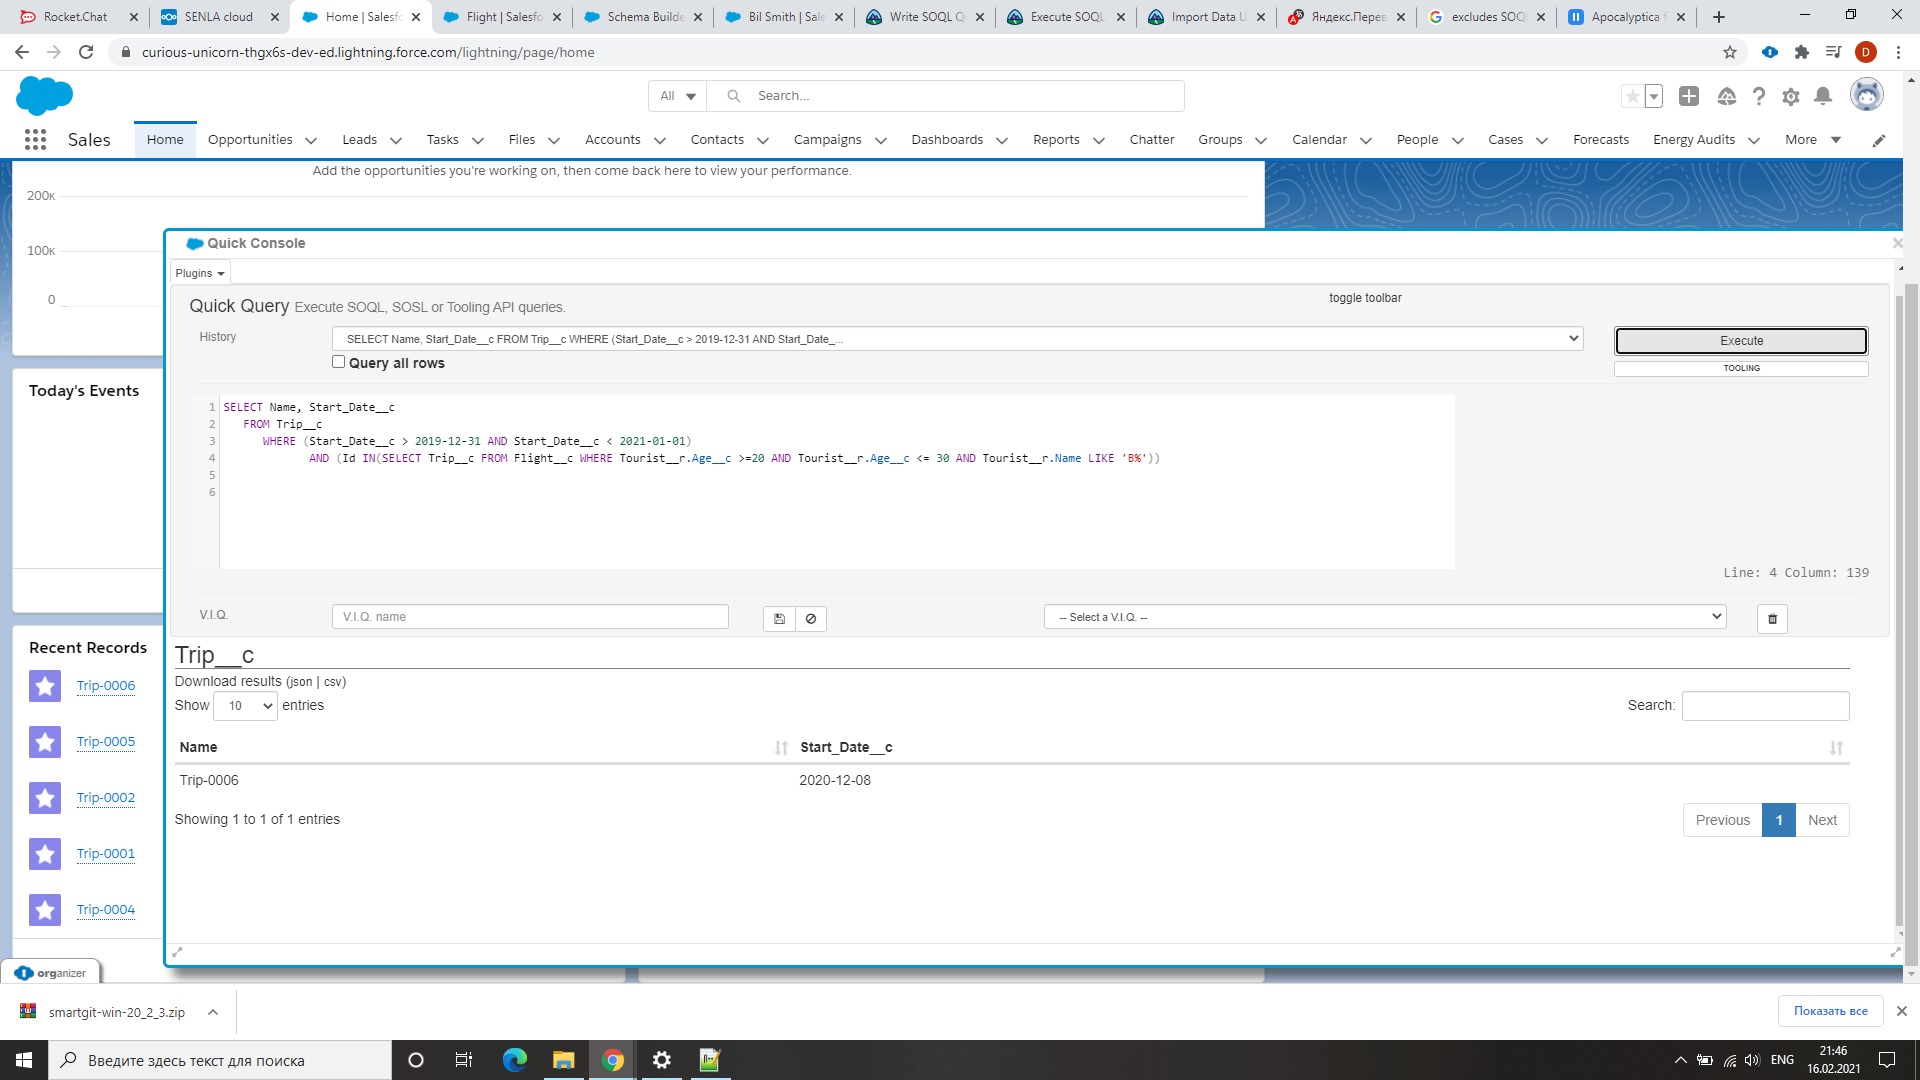 Rocket.Chat
SENLA cloud
Home | Salesfo
Flight | Salesfo
Schema Builde
Bil Smith | Sale
Write SOQL Q
Execute SOQL
Import Data U
Яндекс.Перев
excludes SOQ
Apocalyptica f
curious-unicorn-thgx6s-dev-ed.lightning.force.com/lightning/page/home
D
All
Search...
Sales
Home
Opportunities
Leads
Tasks
Files
Accounts
Contacts
Campaigns
Dashboards
Reports
Chatter
Groups
Calendar
People
Cases
Forecasts
Energy Audits
More
Add the opportunities you're working on, then come back here to view your performance.
200K
100K
0
Quick Console
Plugins
Quick Query Execute SOQL, SOSL or Tooling API queries.
toggle toolbar
History
SELECT Name, Start_Date__c FROM Trip__c WHERE (Start_Date__c > 2019-12-31 AND Start_Date_...
Execute
Query all rows
TOOLING
Today's Events
1 SELECT Name, Start_Date__c
2 FROM Trip__c
3 WHERE (Start_Date__c > 2019-12-31 AND Start_Date__c < 2021-01-01)
4 AND (Id IN(SELECT Trip__c FROM Flight__c WHERE Tourist__r.Age__c >=20 AND Tourist__r.Age__c <= 30 AND Tourist__r.Name LIKE 'B%'))
5
6
Line: 4 Column: 139
V.I.Q.
V.I.Q. name
-- Select a V.I.Q. --
Recent Records
Trip-0006
Trip-0005
Trip-0002
Trip-0001
Trip-0004
Trip__c
Download results (json | csv)
Show 10 entries
Search:
Name
Start_Date__c
Trip-0006
2020-12-08
Showing 1 to 1 of 1 entries
Previous
1
Next
organizer
smartgit-win-20_2_3.zip
Показать все
Введите здесь текст для поиска
ENG
21:46
16.02.2021